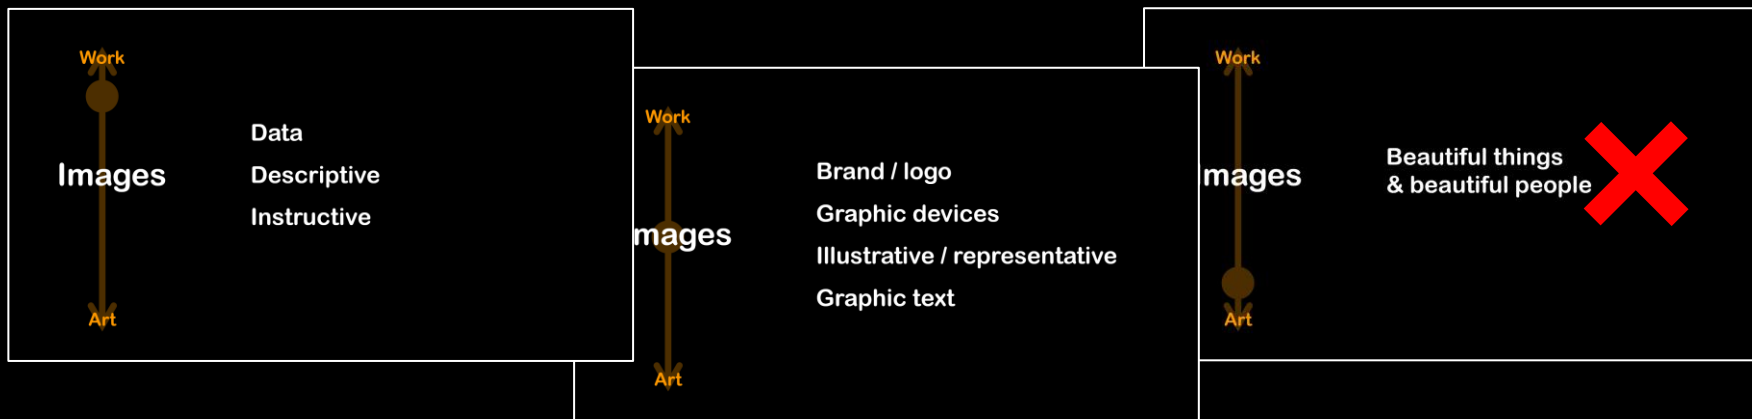 Work
Images
Data
Descriptive
Instructive
Art
Work
mages
Brand / logo
Graphic devices
Illustrative / representative
Graphic text
Art
Work
mages
Beautiful things
& beautiful people
Art